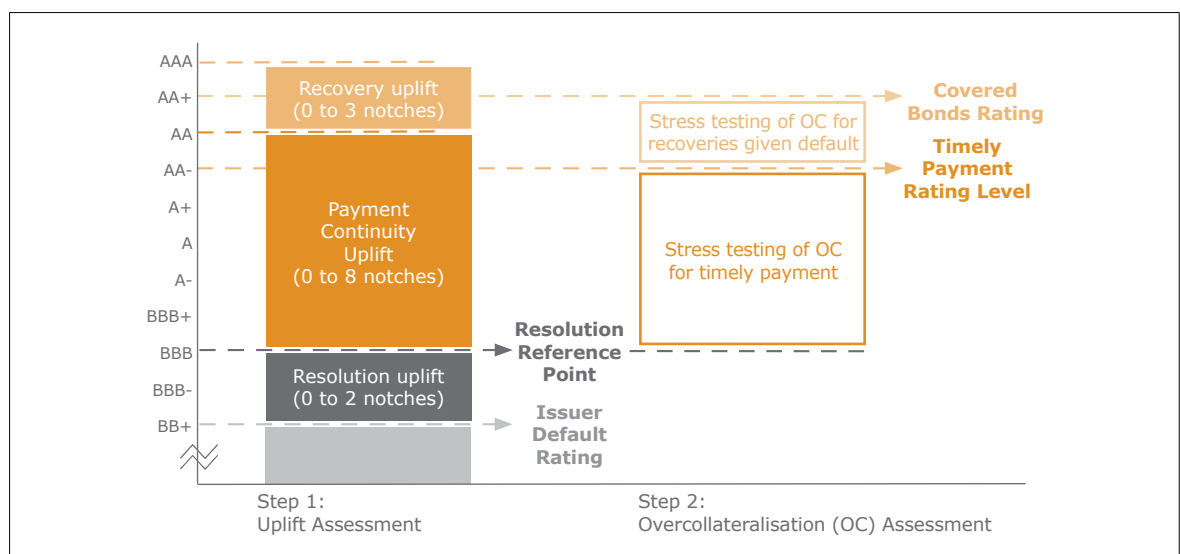 AAA
AA+
AA
AA-
A+
A
A-
BBB+
BBB
BBB-
BB+
Recovery uplift
(0 to 3 notches)
Payment
Continuity
Uplift
(0 to 8 notches)
Resolution uplift
(0 to 2 notches)
Resolution
Reference
Point
Issuer
Default
Rating
Stress testing of OC for
recoveries given default
Stress testing of OC
for timely payment
Covered
Bonds Rating
Timely
Payment
Rating Level
Step 1:
Uplift Assessment
Step 2:
Overcollateralisation (OC) Assessment